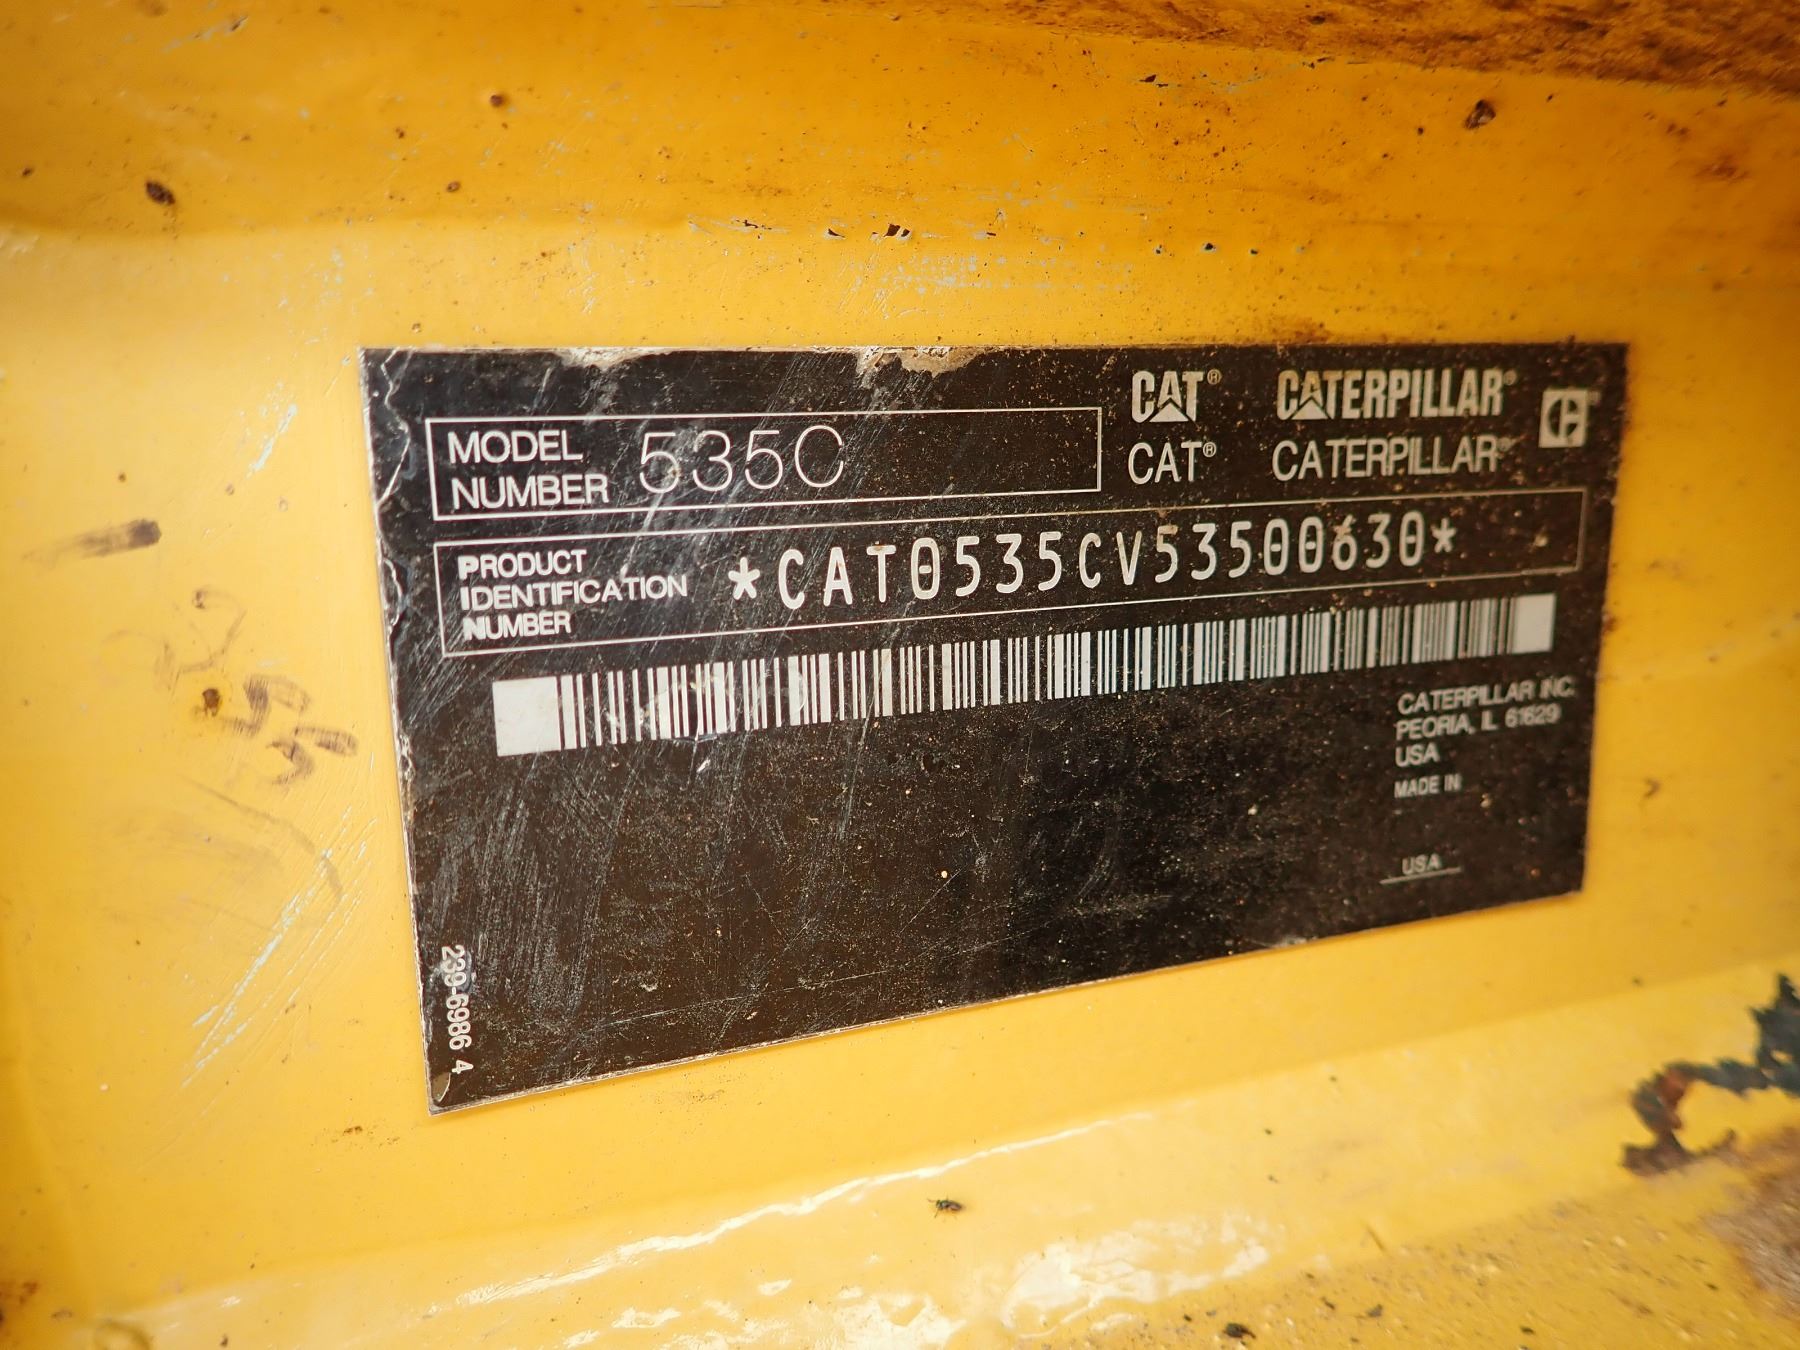 MODEL NUMBER 535C
CAT® CATERPILLAR®
CAT® CATERPILLAR®
PRODUCT IDENTIFICATION NUMBER *CAT0535CV53500630*
CATERPILLAR INC.
PEORIA, IL 61629
USA
MADE IN
USA
239-6986 4